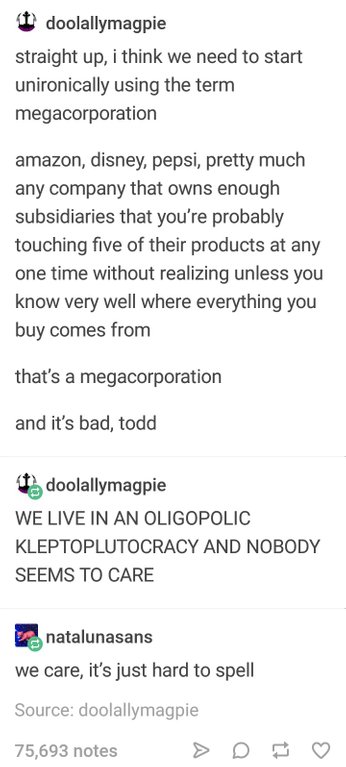 doolallymagpie
straight up, i think we need to start
unironically using the term
megacorporation
amazon, disney, pepsi, pretty much
any company that owns enough
subsidiaries that you’re probably
touching five of their products at any
one time without realizing unless you
know very well where everything you
buy comes from
that’s a megacorporation
and it’s bad, todd
doolallymagpie
WE LIVE IN AN OLIGOPOLIC
KLEPTOPLUTOCRACY AND NOBODY
SEEMS TO CARE
natalunasans
we care, it’s just hard to spell
Source: doolallymagpie
75,693 notes